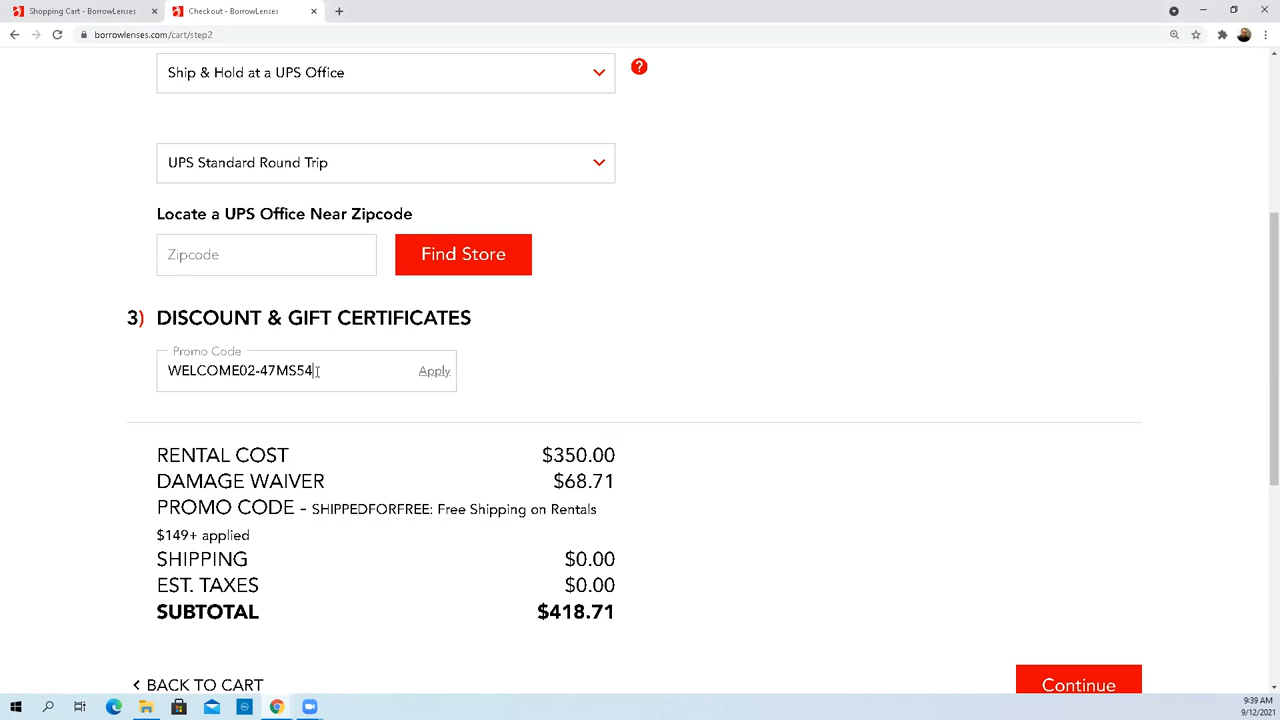 Shopping Cart - BorrowLenses
Checkout - BorrowLenses
borrowlenses.com/cart/step2
Ship & Hold at a UPS Office
?
UPS Standard Round Trip
Locate a UPS Office Near Zipcode
Zipcode
Find Store
3) DISCOUNT & GIFT CERTIFICATES
Promo Code
WELCOME02-47MS54
Apply
RENTAL COST $350.00
DAMAGE WAIVER $68.71
PROMO CODE - SHIPPEDFORFREE: Free Shipping on Rentals
$149+ applied
SHIPPING $0.00
EST. TAXES $0.00
SUBTOTAL $418.71
BACK TO CART
Continue
9:39 AM
9/12/2021